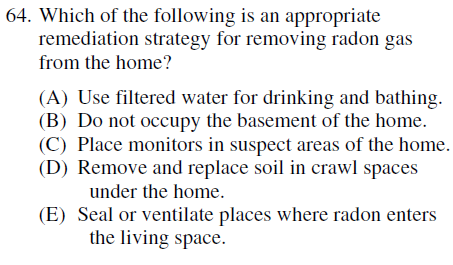 64. Which of the following is an appropriate
remediation strategy for removing radon gas
from the home?
(A) Use filtered water for drinking and bathing.
(B) Do not occupy the basement of the home.
(C) Place monitors in suspect areas of the home.
(D) Remove and replace soil in crawl spaces
under the home.
(E) Seal or ventilate places where radon enters
the living space.